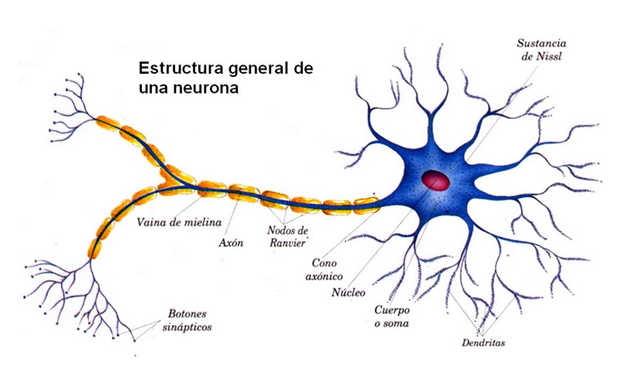 Estructura general de
una neurona
Sustancia
de Nissl
Vaina de mielina
Axón
Nodos de
Ranvier
Cono
axónico
Núcleo
Cuerpo
o soma
Dendritas
Botones
sinápticos